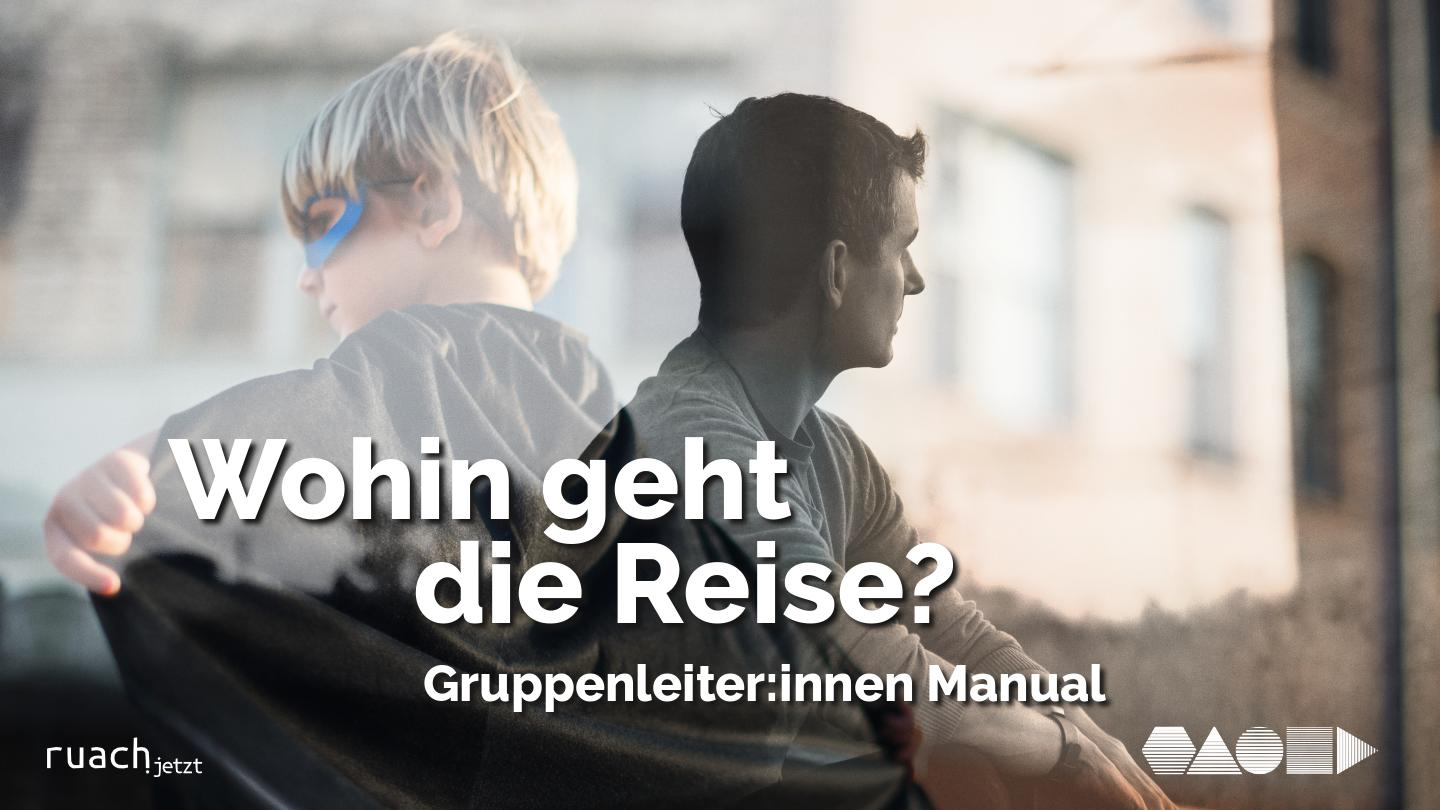 Wohin geht
die Reise?
Gruppenleiter:innen Manual
ruach.jetzt